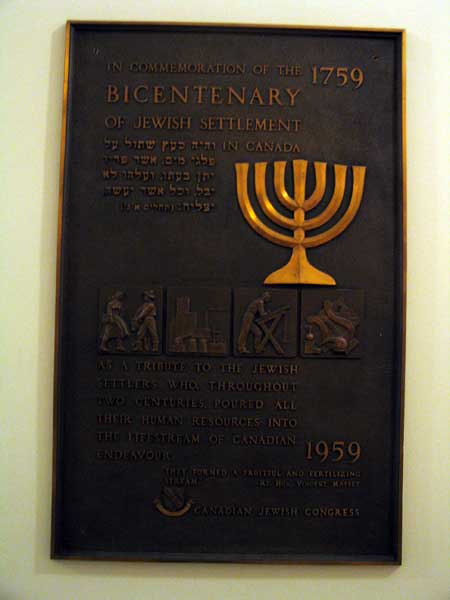 IN COMMEMORATION OF THE 1759
BICENTENARY
OF JEWISH SETTLEMENT
IN CANADA
והיה כעץ שתול על
פלגי מים, אשר פריו
יתן בעתו, ועלהו לא
יבל, וכל אשר יעשה,
יצליח: (תהלים א.ג)
AS A TRIBUTE TO THE JEWISH
SETTLERS WHO, THROUGHOUT
TWO CENTURIES, POURED ALL
THEIR HUMAN RESOURCES INTO
THE LIFESTREAM OF CANADIAN
ENDEAVOUR.
1959
THEY FORMED A FRUITFUL AND FERTILIZING
STREAM.
- RT. HON. VINCENT MASSEY
CANADIAN JEWISH CONGRESS